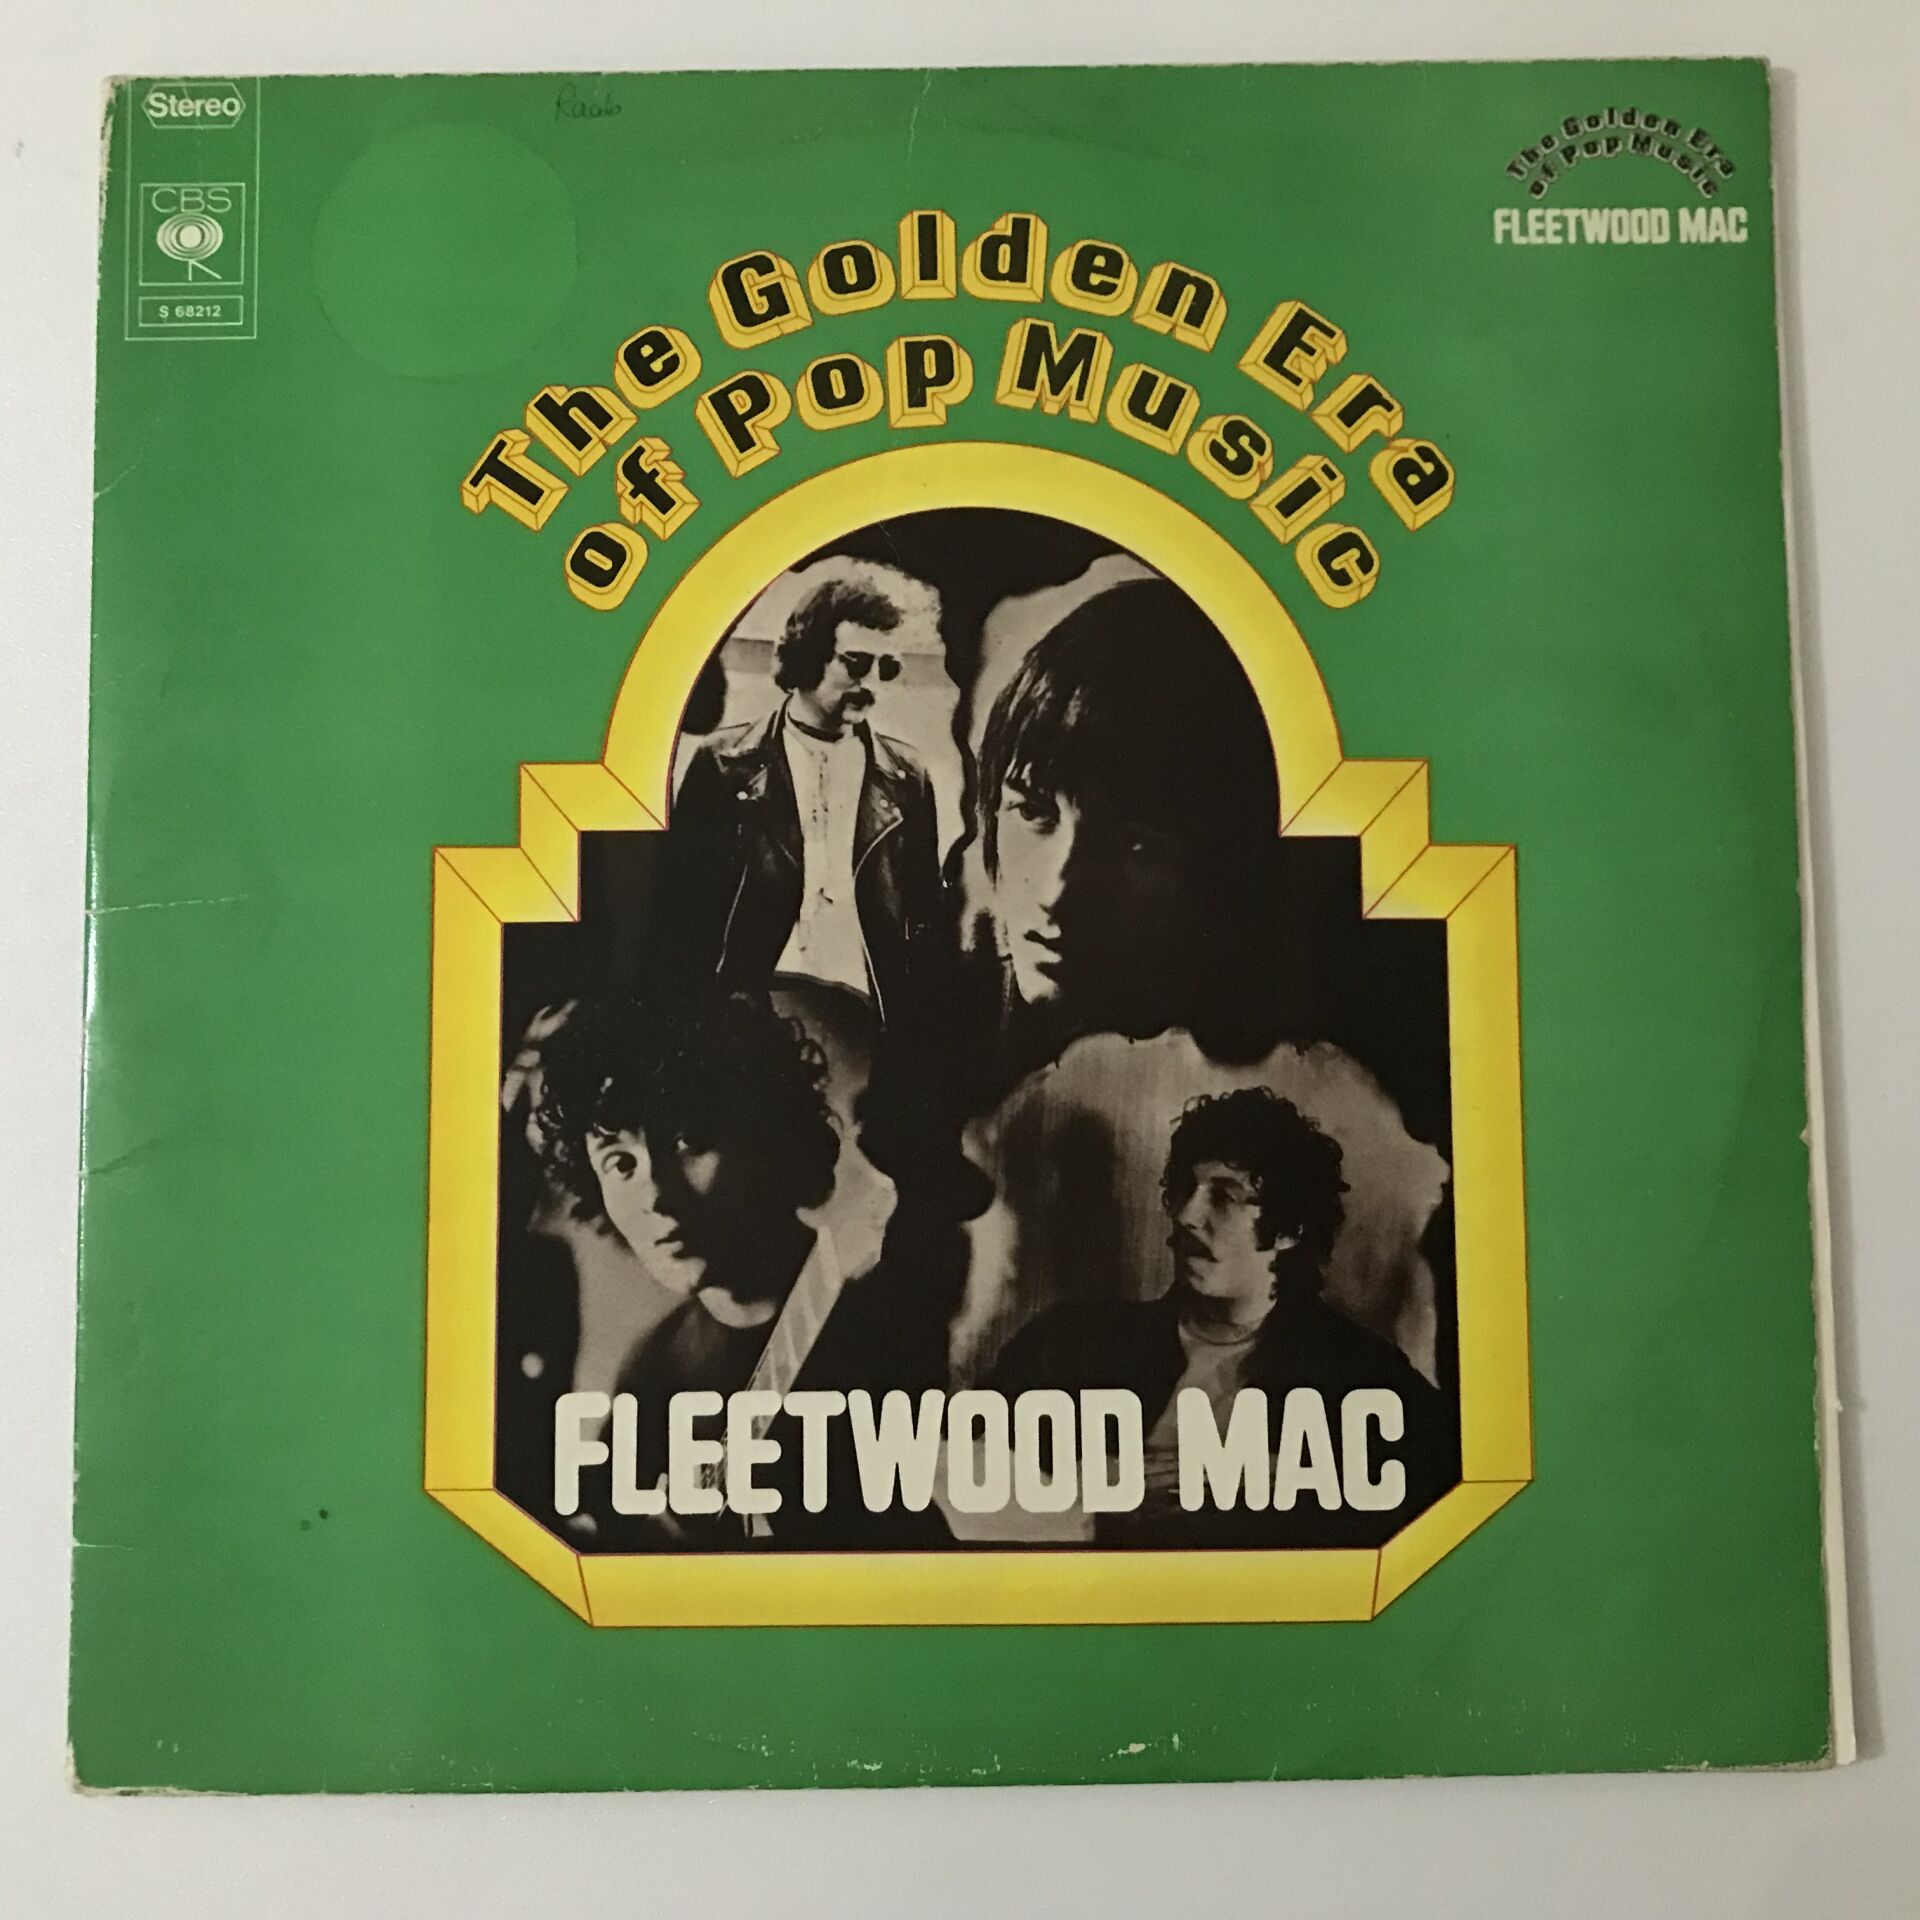 Stereo
CBS
S 68212
The Golden Era
of Pop Music
FLEETWOOD MAC
The Golden Era
of Pop Music
FLEETWOOD MAC